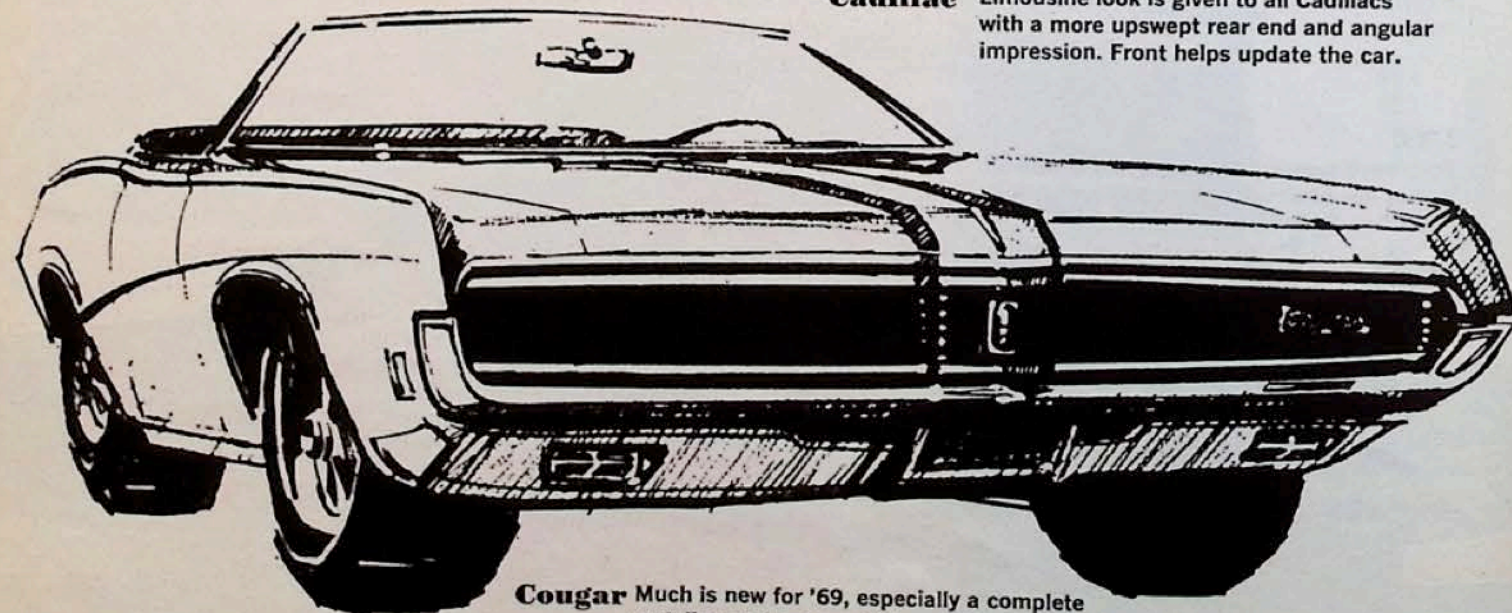 Cadillac Limousine look is given to all Cadillacs
with a more upswept rear end and angular
impression. Front helps update the car.
Cougar Much is new for '69, especially a complete